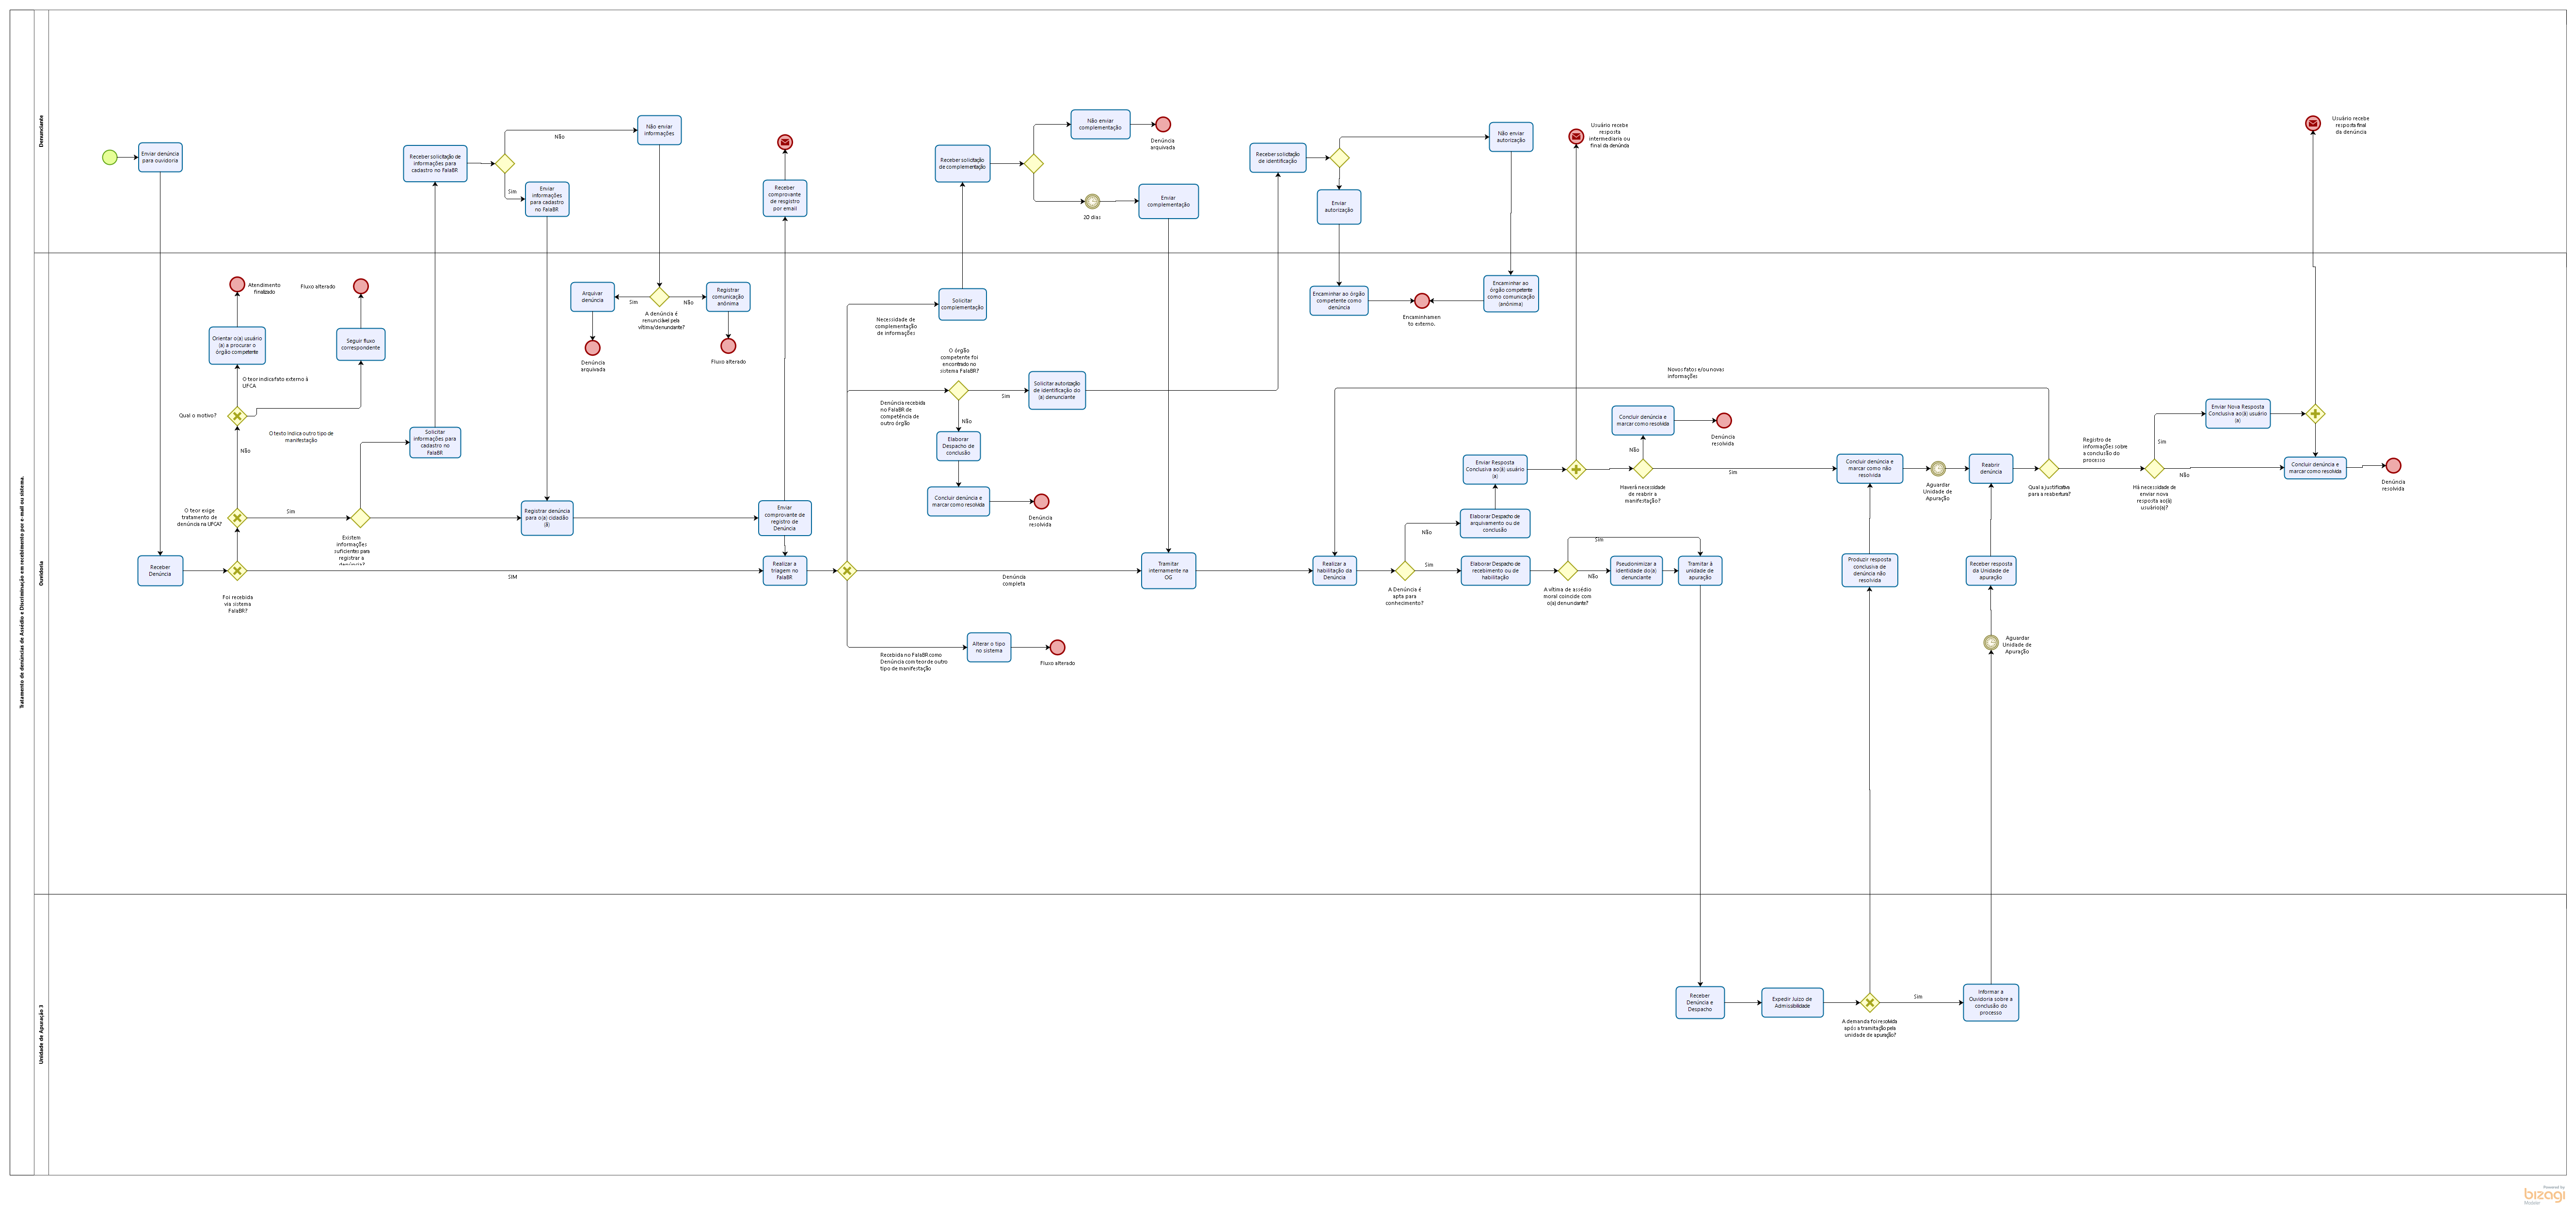 Tratamento de denúncias de Assédio e Discriminação em recebimento por e-mail ou sistema.
Denunciante
Enviar denúncia
para ouvidoria
Receber solicitação de
informações para
cadastro no FalaBR
Não
Sim
Não enviar
informações
Enviar
informações
para cadastro
no FalaBR
Receber
comprovante
de resgistro
por email
Receber solicitação
de complementação
Não enviar
complementação
Denúncia
arquivada
20 dias
Enviar
complementação
Receber solicitação
de identificação
Enviar
autorização
Não enviar
autorização
Usuário recebe
resposta
intermediaria ou
final da denúnda
Usuário recebe
resposta final
da denúncia
Ouvidoria
Receber
Denúncia
Foi recebida
via sistema
FalaBR?
SIM
O teor exige
tratamento de
denúncia na UFCA?
Sim
Não
Qual o motivo?
O teor indica fato externo à
UFCA
O texto indica outro tipo de
manifestação
Orientar o(a) usuário
(a) a procurar o
órgão competente
Atendimento
finalizado
Fluxo alterado
Seguir fluxo
correspondente
Existem
informações
suficientes para
registrar a
denúncia?
Solicitar
informações para
cadastro no
FalaBR
Registrar denúncia
para o(a) cidadão
(ã)
Arquivar
denúncia
Sim
Não
A denúncia é
renunciável pela
vítima/denunciante?
Registrar
comunicação
anônima
Denúncia
arquivada
Fluxo alterado
Enviar
comprovante de
registro de
Denúncia
Realizar a
triagem no
FalaBR
Necessidade de
complementação
de informações
Solicitar
complementação
Denúncia recebida
no FalaBR de
competência de
outro órgão
O órgão
competente foi
encontrado no
sistema FalaBR?
Sim
Não
Solicitar autorização
de identificação do
(a) denunciante
Elaborar
Despacho de
conclusão
Concluir denúncia e
marcar como resolvida
Denúncia
resolvida
Denúncia
completa
Recebida no FalaBR como
Denúncia com teor de outro
tipo de manifestação
Alterar o tipo
no sistema
Fluxo alterado
Tramitar
internamente na
OG
Encaminhar ao órgão
competente como
denúncia
Encaminhamen
to externo.
Encaminhar ao
órgão competente
como comunicação
(anônima)
Realizar a
habilitação da
Denúncia
A Denúncia é
apta para
conhecimento?
Não
Sim
Elaborar Despacho de
arquivamento ou de
conclusão
Enviar Resposta
Conclusiva ao(à) usuário
(a)
Elaborar Despacho de
recebimento ou de
habilitação
A vítima de assédio
moral coincide com
o(a) denunciante?
Sim
Não
Pseudonimizar a
identidade do(a)
denunciante
Tramitar à
unidade de
apuração
Haverá necessidade
de reabrir a
manifestação?
Não
Sim
Concluir denúncia e
marcar como resolvida
Denúncia
resolvida
Novos fatos e/ou novas
informações
Concluir denúncia e
marcar como não
resolvida
Produzir resposta
conclusiva de
denúncia não
resolvida
Aguardar
Unidade de
Apuração
Reabrir
denúncia
Receber resposta
da Unidade de
apuração
Aguardar
Unidade de
Apuração
Qual a justificativa
para a reabertura?
Registro de
informações sobre
a conclusão do
processo
Há necessidade de
enviar nova
resposta ao(à)
usuário(a)?
Sim
Não
Enviar Nova Resposta
Conclusiva ao(à) usuário
(a)
Concluir denúncia e
marcar como resolvida
Denúncia
resolvida
Unidade de Apuração 3
Receber
Denúncia e
Despacho
Expedir Juízo de
Admissibilidade
A demanda foi resolvida
após a tramitação pela
unidade de apuração?
Sim
Informar a
Ouvidoria sobre a
conclusão do
processo
Powered by
bizagi
Modeler